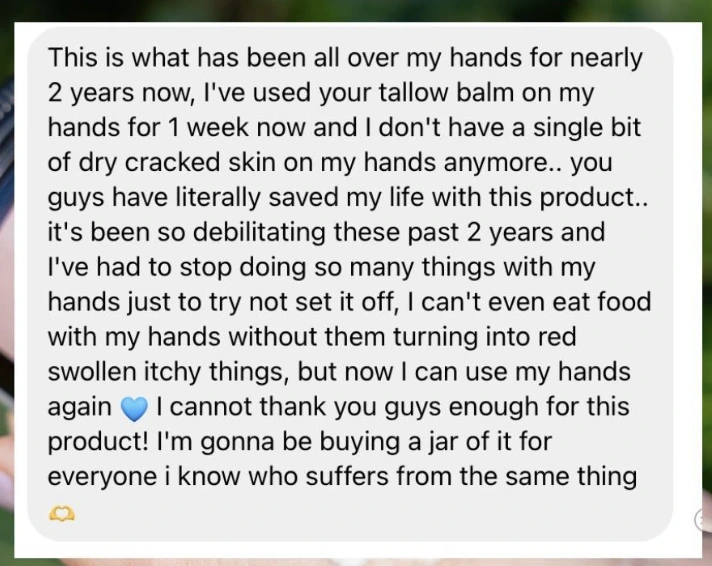 This is what has been all over my hands for nearly
2 years now, I've used your tallow balm on my
hands for 1 week now and I don't have a single bit
of dry cracked skin on my hands anymore.. you
guys have literally saved my life with this product..
it's been so debilitating these past 2 years and
I've had to stop doing so many things with my
hands just to try not set it off, I can't even eat food
with my hands without them turning into red
swollen itchy things, but now I can use my hands
again 💙 I cannot thank you guys enough for this
product! I'm gonna be buying a jar of it for
everyone i know who suffers from the same thing
🫶